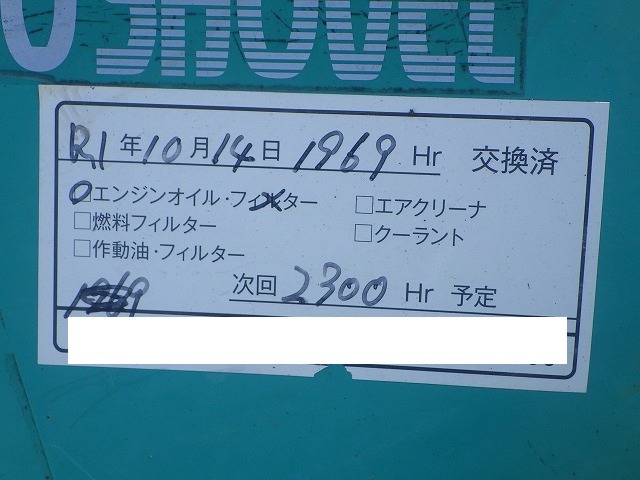 SHOVEL
R1年10月14日 1969 Hr 交換済
□エンジンオイル・フィルター □エアクリーナ
□燃料フィルター □クーラント
□作動油・フィルター
1969 次回 2300 Hr 予定